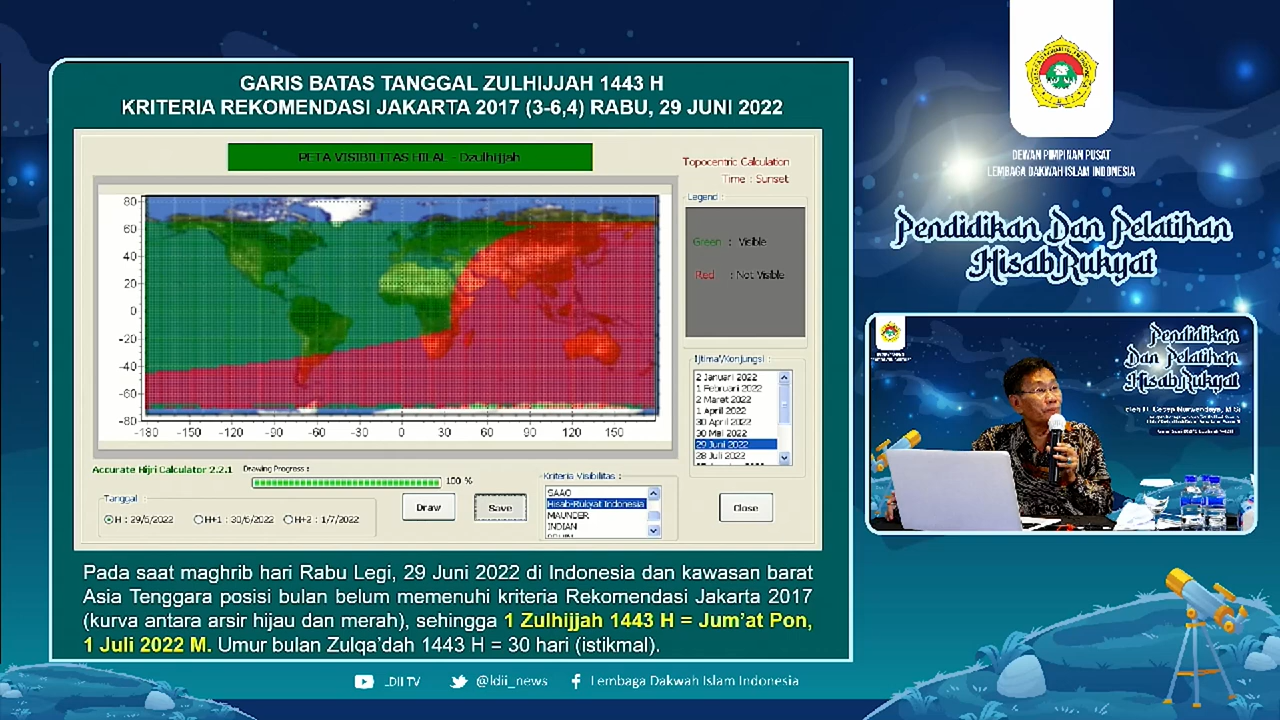 GARIS BATAS TANGGAL ZULHIJJAH 1443 H
KRITERIA REKOMENDASI JAKARTA 2017 (3-6,4) RABU, 29 JUNI 2022
PETA VISIBILITAS HILAL - Dzulhijjah
Topocentric Calculation
Time : Sunset
Legend :
Green : Visible
Red : Not Visible
80
60
40
20
0
-20
-40
-60
-80
-180 -150 -120 -90 -60 -30 0 30 60 90 120 150
Ijtima'/Konjungsi :
2 Januari 2022
1 Februari 2022
2 Maret 2022
1 April 2022
30 April 2022
30 Mei 2022
29 Juni 2022
28 Juli 2022
Accurate Hijri Calculator 2.2.1
Drawing Progress :
100 %
Tanggal
H : 29/6/2022 H+1 : 30/6/2022 H+2 : 1/7/2022
Draw
Save
Kriteria Visibilitas :
SAAO
Hisab-Rukyat Indonesia
MAUNDER
INDIAN
Close
Pada saat maghrib hari Rabu Legi, 29 Juni 2022 di Indonesia dan kawasan barat
Asia Tenggara posisi bulan belum memenuhi kriteria Rekomendasi Jakarta 2017
(kurva antara arsir hijau dan merah), sehingga 1 Zulhijjah 1443 H = Jum'at Pon,
1 Juli 2022 M. Umur bulan Zulqa'dah 1443 H = 30 hari (istikmal).
LDII TV
@ldii_news
Lembaga Dakwah Islam Indonesia
DEWAN PIMPINAN PUSAT
LEMBAGA DAKWAH ISLAM INDONESIA
Pendidikan Dan Pelatihan
HisabRukyat
Pendidikan
Dan Pelatihan
HisabRukyat
oleh H. Cecep Nurwendaya, M.Si